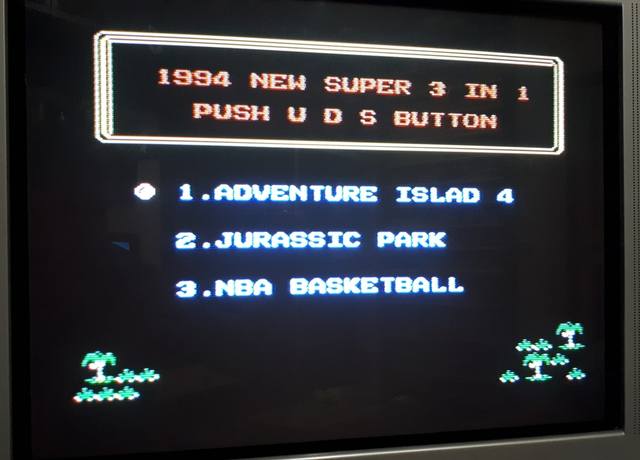 1994 NEW SUPER 3 IN 1
PUSH U D S BUTTON
1.ADVENTURE ISLAD 4
2.JURASSIC PARK
3.NBA BASKETBALL